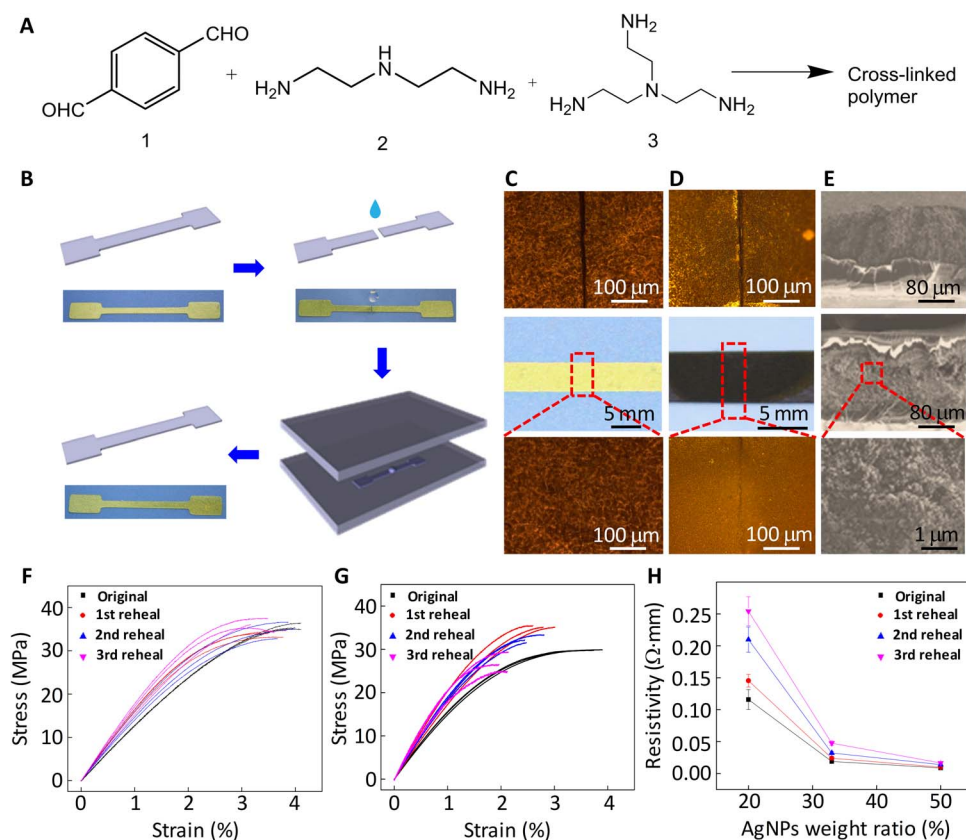 A
CHO
CHO
1
+
H
N
H₂N
NH₂
2
+
NH₂
N
H₂N
NH₂
3
Cross-linked
polymer
B
C
D
E
100 μm
100 μm
80 μm
5 mm
5 mm
80 μm
100 μm
100 μm
1 μm
F
Original
1st reheal
2nd reheal
3rd reheal
Stress (MPa)
40
30
20
10
0
0 1 2 3 4
Strain (%)
G
Original
1st reheal
2nd reheal
3rd reheal
Stress (MPa)
40
30
20
10
0
0 1 2 3 4
Strain (%)
H
Original
1st reheal
2nd reheal
3rd reheal
Resistivity (Ω·mm)
0.25
0.20
0.15
0.10
0.05
0.00
20 30 40 50
AgNPs weight ratio (%)